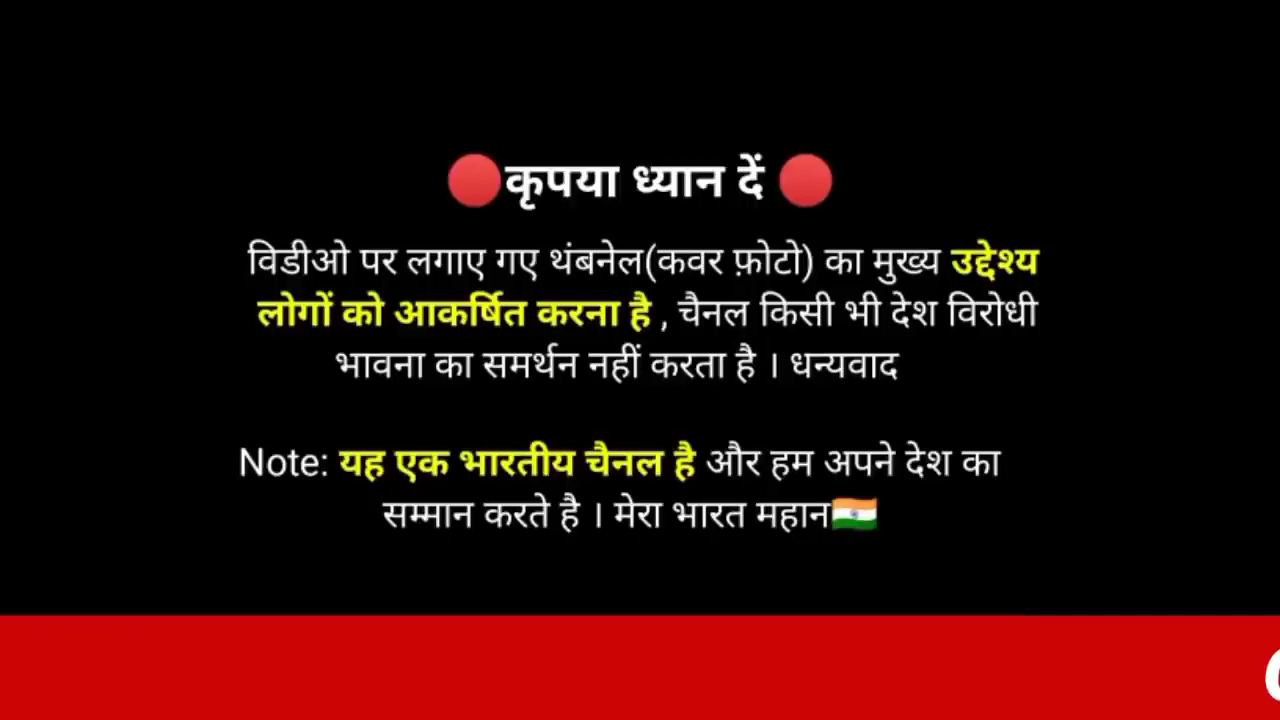 🔴कृपया ध्यान दें 🔴
विडीओ पर लगाए गए थंबनेल(कवर फ़ोटो) का मुख्य उद्देश्य
लोगों को आकर्षित करना है , चैनल किसी भी देश विरोधी
भावना का समर्थन नहीं करता है । धन्यवाद
Note: यह एक भारतीय चैनल है और हम अपने देश का
सम्मान करते है । मेरा भारत महान🇮🇳